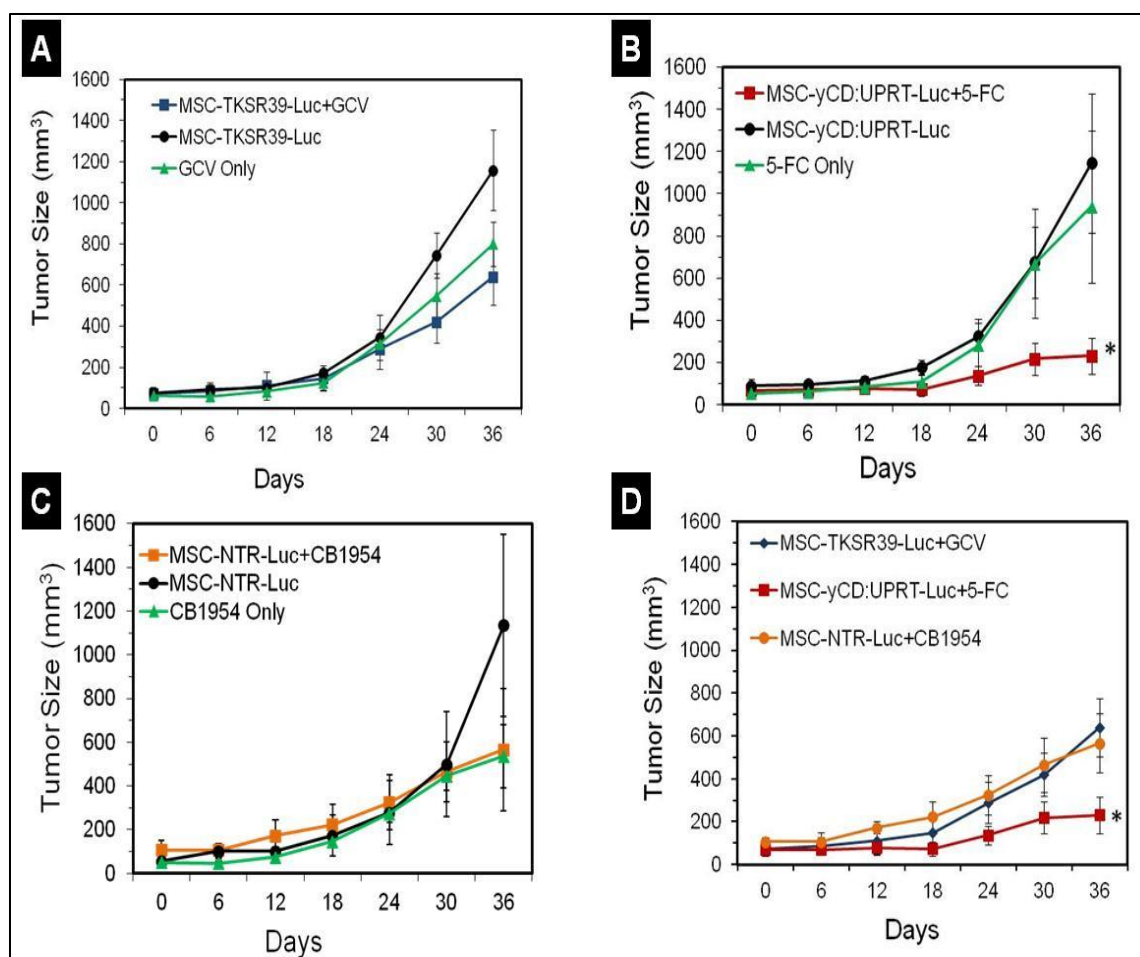 A
1600
1400
1200
1000
800
600
400
200
0
Tumor Size (mm³)
MSC-TKSR39-Luc+GCV
MSC-TKSR39-Luc
GCV Only
0 6 12 18 24 30 36
Days
B
1600
1400
1200
1000
800
600
400
200
0
Tumor Size (mm³)
MSC-yCD:UPRT-Luc+5-FC
MSC-yCD:UPRT-Luc
5-FC Only
*
0 6 12 18 24 30 36
Days
C
1600
1400
1200
1000
800
600
400
200
0
Tumor Size (mm³)
MSC-NTR-Luc+CB1954
MSC-NTR-Luc
CB1954 Only
0 6 12 18 24 30 36
Days
D
1600
1400
1200
1000
800
600
400
200
0
Tumor Size (mm³)
MSC-TKSR39-Luc+GCV
MSC-yCD:UPRT-Luc+5-FC
MSC-NTR-Luc+CB1954
*
0 6 12 18 24 30 36
Days